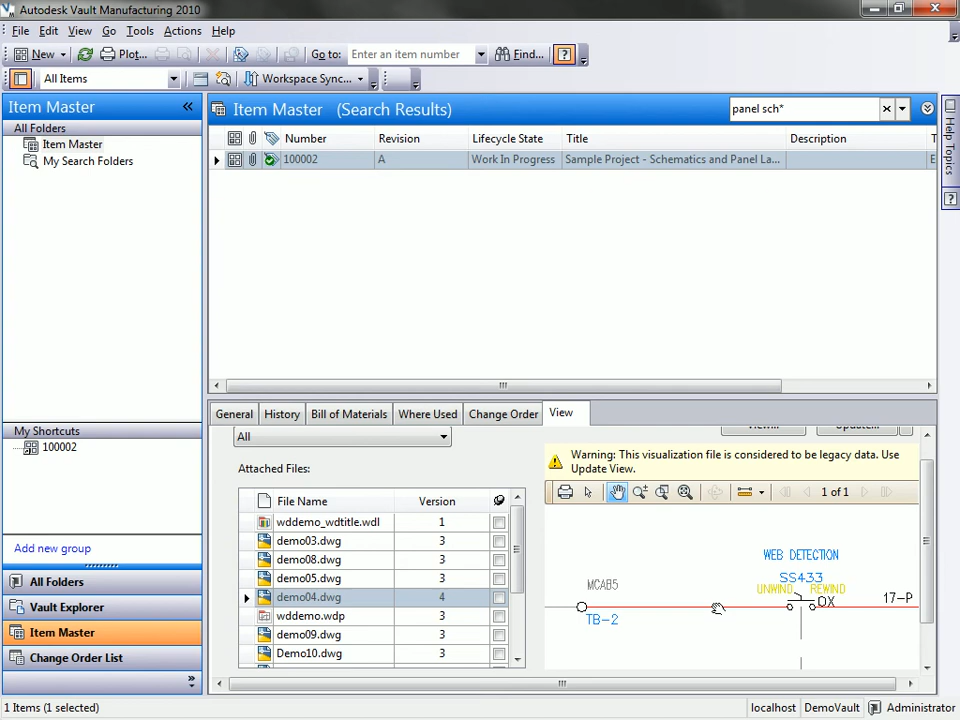 Autodesk Vault Manufacturing 2010
File Edit View Go Tools Actions Help
New Plot... Go to: Enter an item number Find...
All Items Workspace Sync...
Item Master
All Folders
Item Master
My Search Folders
My Shortcuts
100002
Add new group
All Folders
Vault Explorer
Item Master
Change Order List
Item Master (Search Results) panel sch*
Number Revision Lifecycle State Title Description T
100002 A Work In Progress Sample Project - Schematics and Panel La... E
Help Topics
General History Bill of Materials Where Used Change Order View
All
Attached Files:
File Name Version
wddemo_wdtitle.wdl 1
demo03.dwg 3
demo08.dwg 3
demo05.dwg 3
demo04.dwg 4
wddemo.wdp 3
demo09.dwg 3
Demo10.dwg 3
View... Update...
Warning: This visualization file is considered to be legacy data. Use
Update View.
1 of 1
WEB DETECTION
SS433
UNWIND REWIND
OX
MCAB5
TB-2
17-P
1 Items (1 selected) localhost DemoVault Administrator